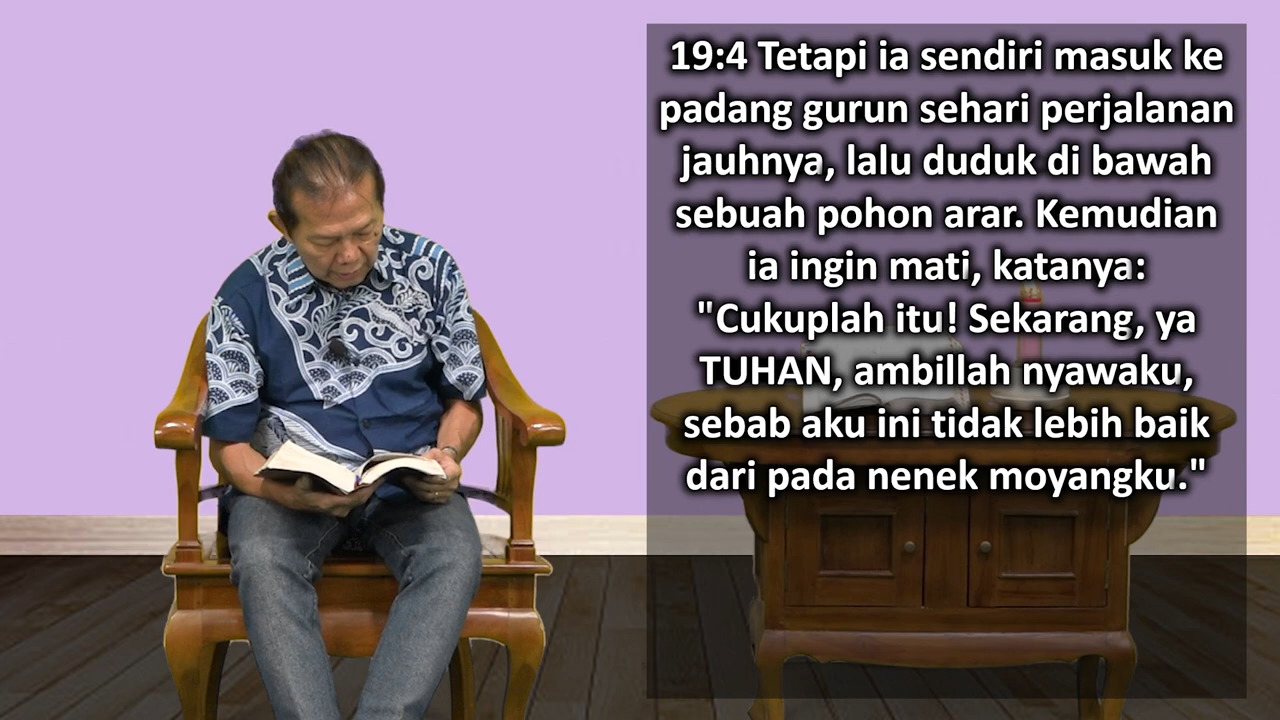 19:4 Tetapi ia sendiri masuk ke
padang gurun sehari perjalanan
jauhnya, lalu duduk di bawah
sebuah pohon arar. Kemudian
ia ingin mati, katanya:
"Cukuplah itu! Sekarang, ya
TUHAN, ambillah nyawaku,
sebab aku ini tidak lebih baik
dari pada nenek moyangku."